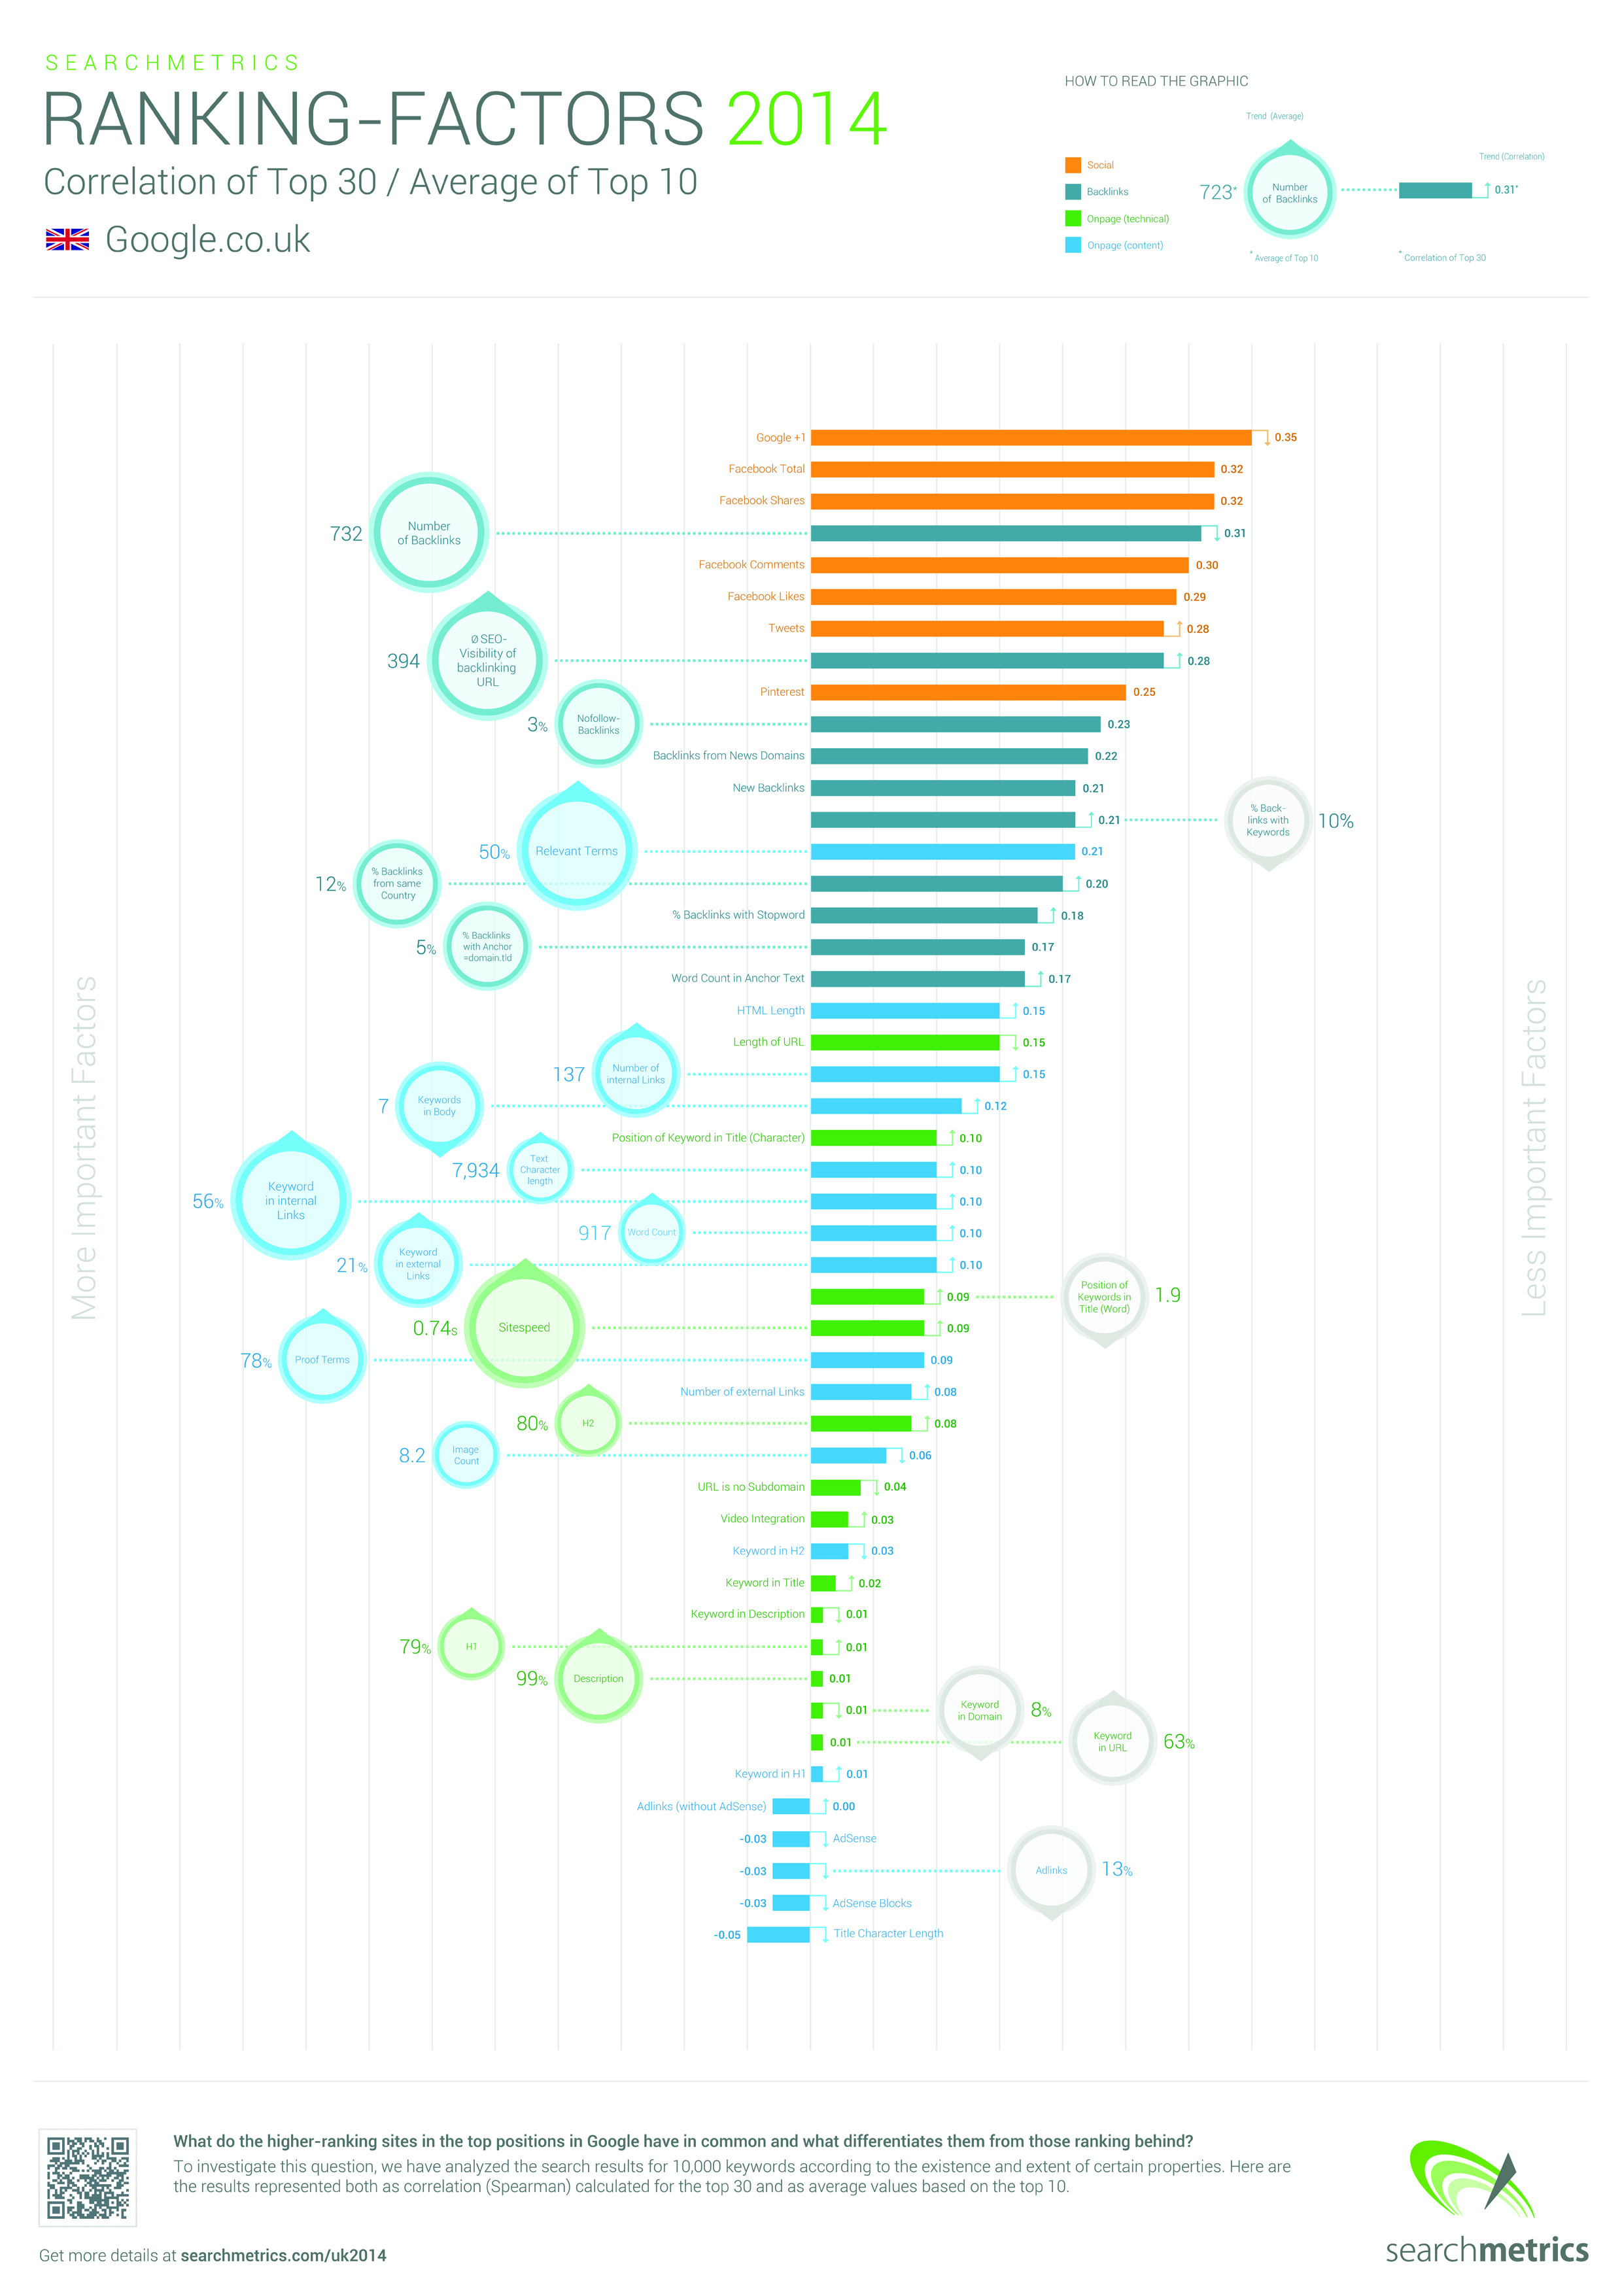 SEARCHMETRICS
RANKING-FACTORS 2014
Correlation of Top 30 / Average of Top 10
Google.co.uk
HOW TO READ THE GRAPHIC
Social
Backlinks
Onpage (technical)
Onpage (content)
Trend (Average)
723*
Number
of Backlinks
* Average of Top 10
Trend (Correlation)
0.31*
* Correlation of Top 30
More Important Factors
Less Important Factors
Google +1 0.35
Facebook Total 0.32
Facebook Shares 0.32
732
Number
of Backlinks
0.31
Facebook Comments 0.30
Facebook Likes 0.29
Tweets 0.28
394
Ø SEO-
Visibility of
backlinking
URL
0.28
Pinterest 0.25
3%
Nofollow-
Backlinks
0.23
Backlinks from News Domains 0.22
New Backlinks 0.21
0.21
% Back-
links with
Keywords
10%
50% Relevant Terms 0.21
12%
% Backlinks
from same
Country
0.20
% Backlinks with Stopword 0.18
5%
% Backlinks
with Anchor
=domain.tld
0.17
Word Count in Anchor Text 0.17
HTML Length 0.15
Length of URL 0.15
137
Number of
internal Links
0.15
7
Keywords
in Body
0.12
Position of Keyword in Title (Character) 0.10
7,934
Text
Character
length
0.10
56%
Keyword
in internal
Links
0.10
917 Word Count 0.10
21%
Keyword
in external
Links
0.10
0.09
Position of
Keywords in
Title (Word)
1.9
0.74s Sitespeed 0.09
78% Proof Terms 0.09
Number of external Links 0.08
80% H2 0.08
8.2
Image
Count
0.06
URL is no Subdomain 0.04
Video Integration 0.03
Keyword in H2 0.03
Keyword in Title 0.02
Keyword in Description 0.01
79% H1 0.01
99% Description 0.01
0.01
Keyword
in Domain
8%
0.01
Keyword
in URL
63%
Keyword in H1 0.01
Adlinks (without AdSense) 0.00
-0.03 AdSense
-0.03 Adlinks 13%
-0.03 AdSense Blocks
-0.05 Title Character Length
What do the higher-ranking sites in the top positions in Google have in common and what differentiates them from those ranking behind?
To investigate this question, we have analyzed the search results for 10,000 keywords according to the existence and extent of certain properties. Here are
the results represented both as correlation (Spearman) calculated for the top 30 and as average values based on the top 10.
Get more details at searchmetrics.com/uk2014
searchmetrics